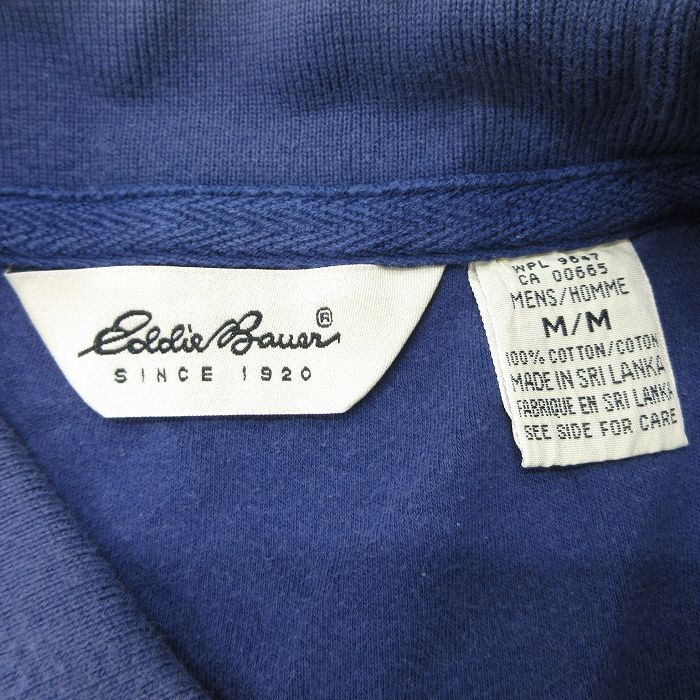 Eddie Bauer®
SINCE 1920
WPL 9647
CA 00665
MENS/HOMME
M/M
100% COTTON/COTON
MADE IN SRI LANKA
FABRIQUE EN SRI LANKA
SEE SIDE FOR CARE